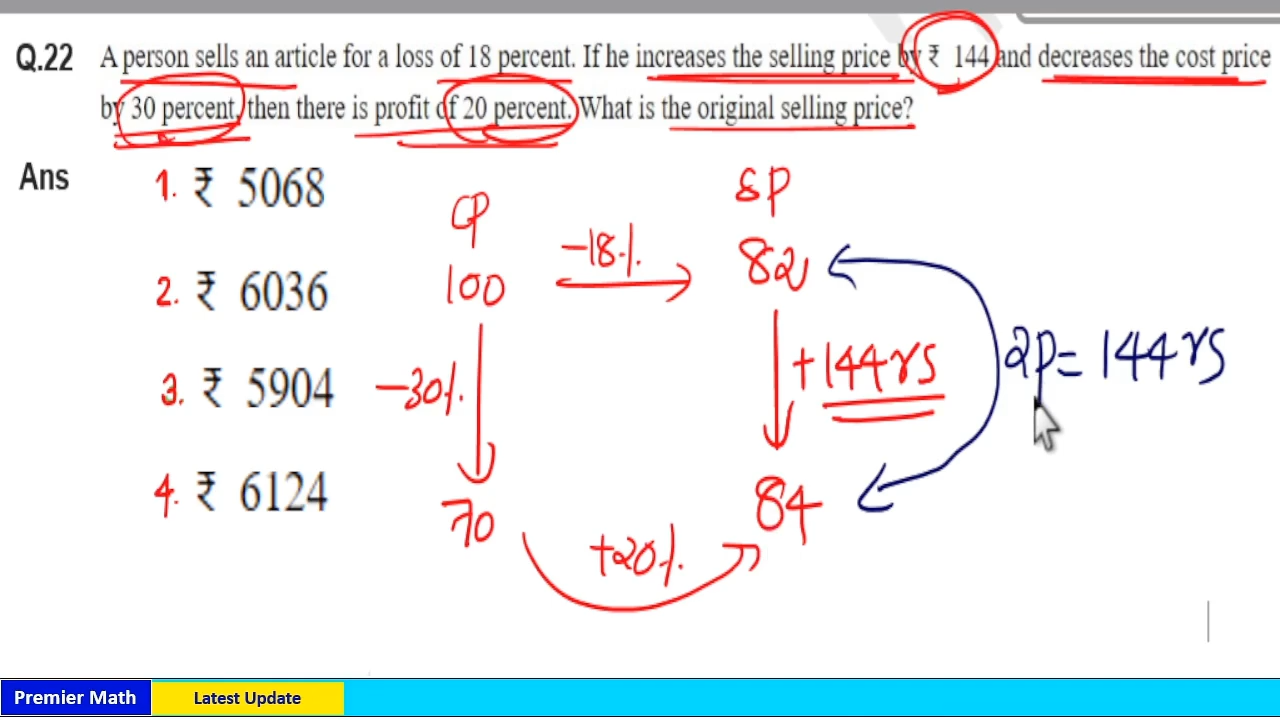 Q.22 A person sells an article for a loss of 18 percent. If he increases the selling price by ₹ 144 and decreases the cost price
by 30 percent, then there is profit of 20 percent. What is the original selling price?
Ans 1. ₹ 5068
2. ₹ 6036
3. ₹ 5904
4. ₹ 6124
CP SP
100 -18% 82
-30% +144 rs 2p = 144 rs
70 84
+20%
Premier Math Latest Update